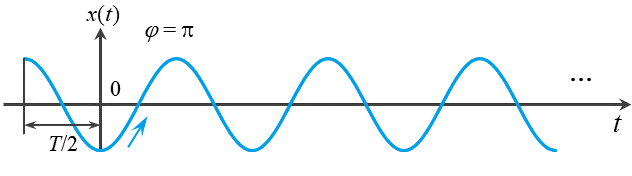 x(t)
φ = π
0
...
T/2
t